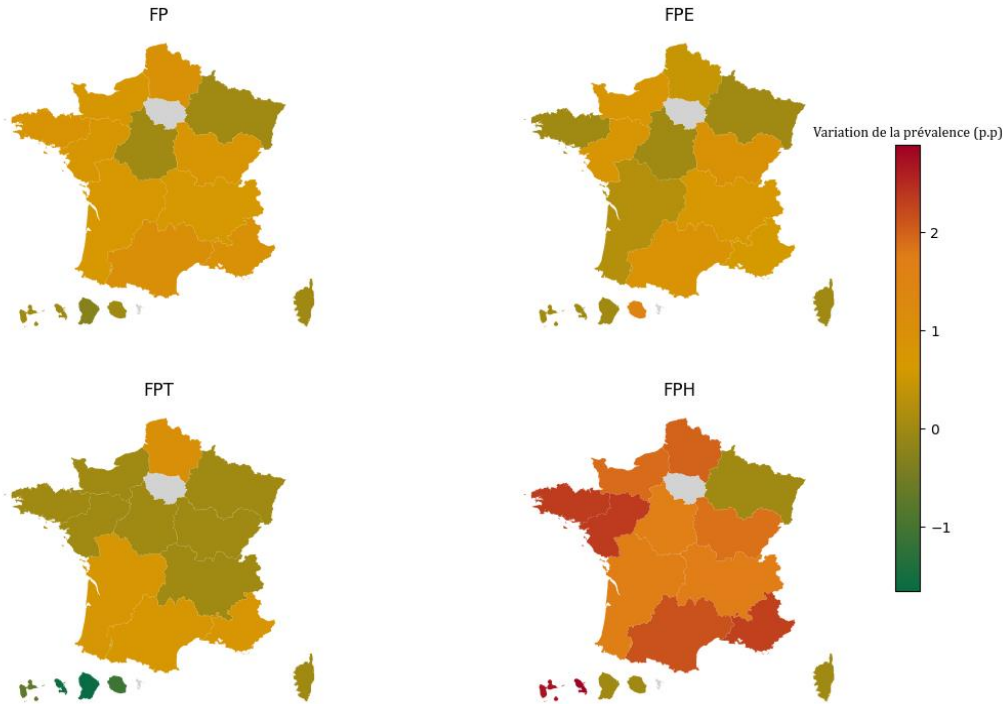 FP
FPE
Variation de la prévalence (p.p)
2
1
0
−1
FPT
FPH